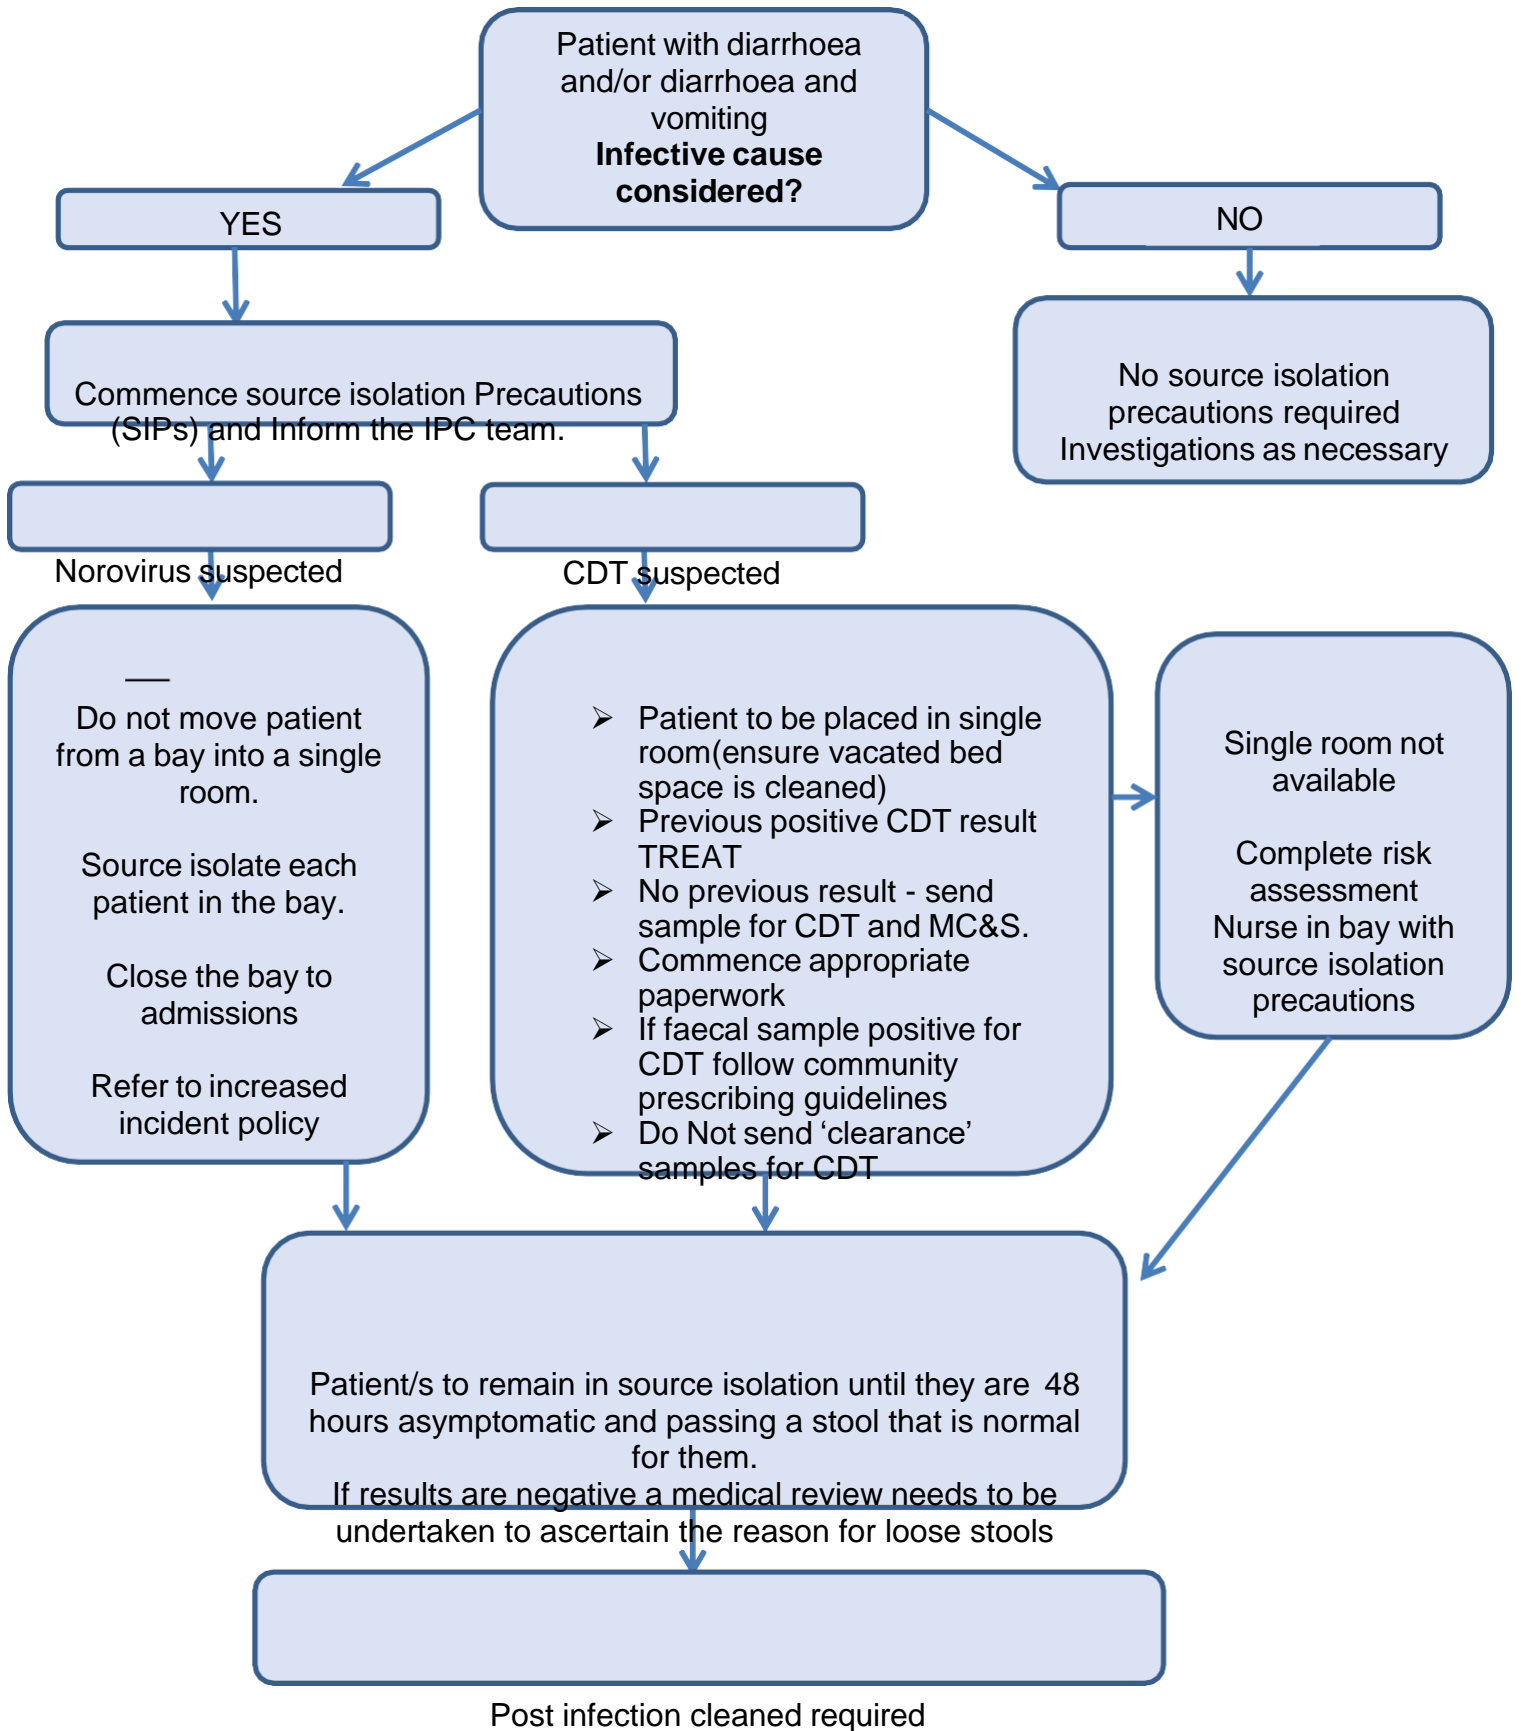 Patient with diarrhoea
and/or diarrhoea and
vomiting
Infective cause
considered?
YES
NO
Commence source isolation Precautions
(SIPs) and Inform the IPC team.
No source isolation
precautions required
Investigations as necessary
Norovirus suspected
CDT suspected
Do not move patient
from a bay into a single
room.
Source isolate each
patient in the bay.
Close the bay to
admissions
Refer to increased
incident policy
➢ Patient to be placed in single
room(ensure vacated bed
space is cleaned)
➢ Previous positive CDT result
TREAT
➢ No previous result - send
sample for CDT and MC&S.
➢ Commence appropriate
paperwork
➢ If faecal sample positive for
CDT follow community
prescribing guidelines
➢ Do Not send ‘clearance’
samples for CDT
Single room not
available
Complete risk
assessment
Nurse in bay with
source isolation
precautions
Patient/s to remain in source isolation until they are 48
hours asymptomatic and passing a stool that is normal
for them.
If results are negative a medical review needs to be
undertaken to ascertain the reason for loose stools
Post infection cleaned required